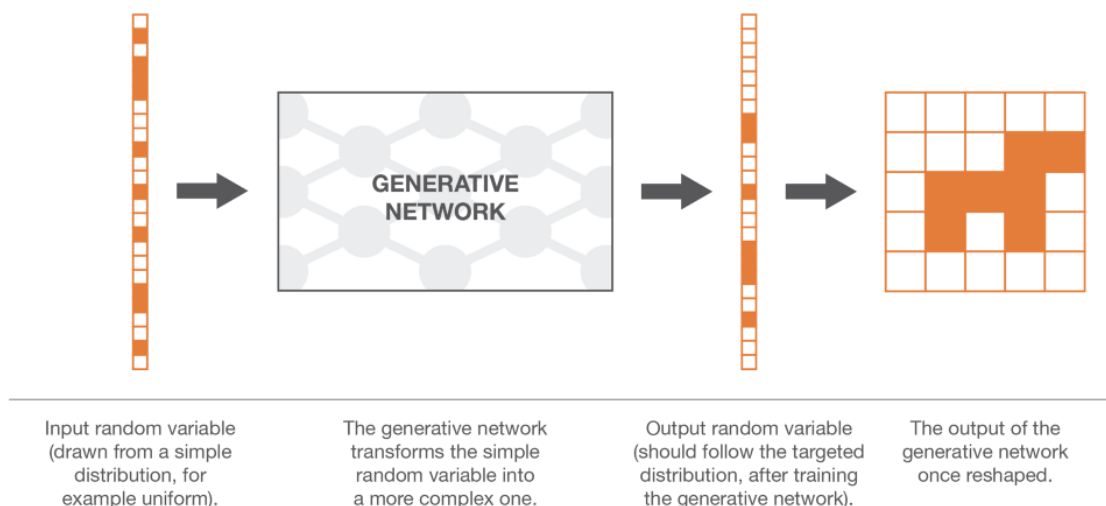 GENERATIVE
NETWORK
Input random variable
(drawn from a simple
distribution, for
example uniform).
The generative network
transforms the simple
random variable into
a more complex one.
Output random variable
(should follow the targeted
distribution, after training
the generative network).
The output of the
generative network
once reshaped.